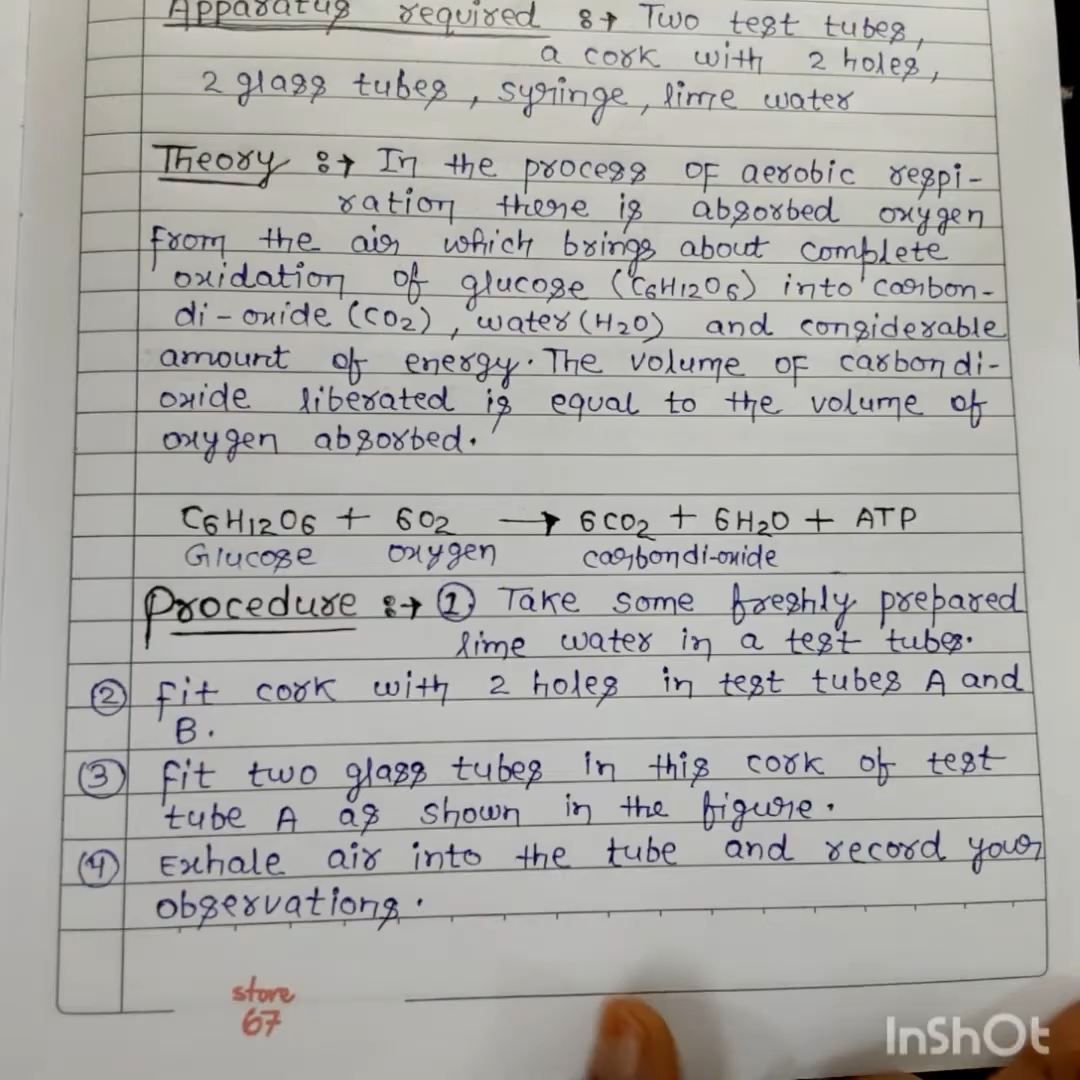 Apparatus required :→ Two test tubes,
a cork with 2 holes,
2 glass tubes, syringe, lime water
Theory :→ In the process of aerobic respi-
ration there is absorbed oxygen
from the air which brings about complete
oxidation of glucose (C6H12O6) into carbon-
di-oxide (CO2), water (H2O) and considerable
amount of energy. The volume of carbondi-
oxide liberated is equal to the volume of
oxygen absorbed.
C6H12O6 + 6O2 → 6CO2 + 6H2O + ATP
Glucose oxygen carbondi-oxide
Procedure :→ ① Take some freshly prepared
lime water in a test tubes.
② Fit cork with 2 holes in test tubes A and
B.
③ Fit two glass tubes in this cork of test
tube A as shown in the figure.
④ Exhale air into the tube and record your
observations.
store
67
InShOt